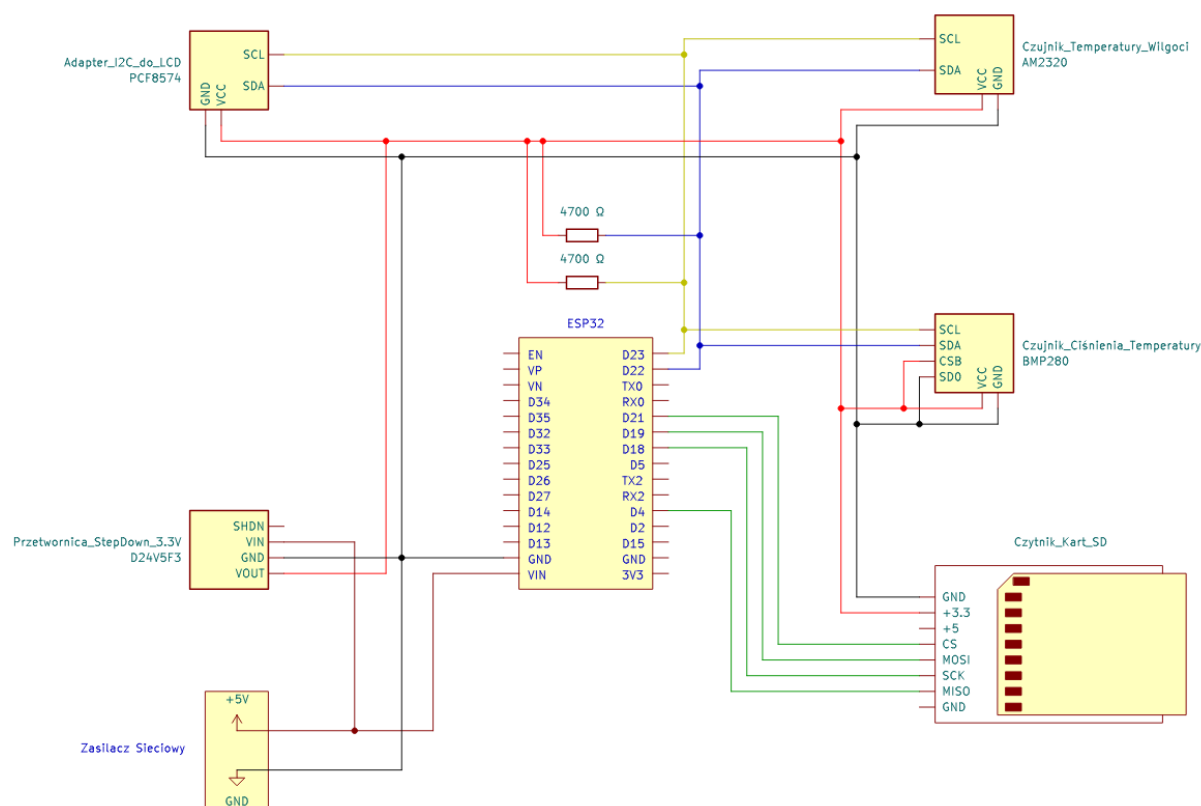 Adapter_I2C_do_LCD
PCF8574
SCL
SDA
GND
VCC
SCL
SDA
VCC
GND
Czujnik_Temperatury_Wilgoci
AM2320
4700 Ω
4700 Ω
ESP32
EN
VP
VN
D34
D35
D32
D33
D25
D26
D27
D14
D12
D13
GND
VIN
D23
D22
TX0
RX0
D21
D19
D18
D5
TX2
RX2
D4
D2
D15
GND
3V3
SCL
SDA
CSB
SDO
VCC
GND
Czujnik_Ciśnienia_Temperatury
BMP280
Przetwornica_StepDown_3.3V
D24V5F3
SHDN
VIN
GND
VOUT
Czytnik_Kart_SD
GND
+3.3
+5
CS
MOSI
SCK
MISO
GND
Zasilacz Sieciowy
+5V
GND